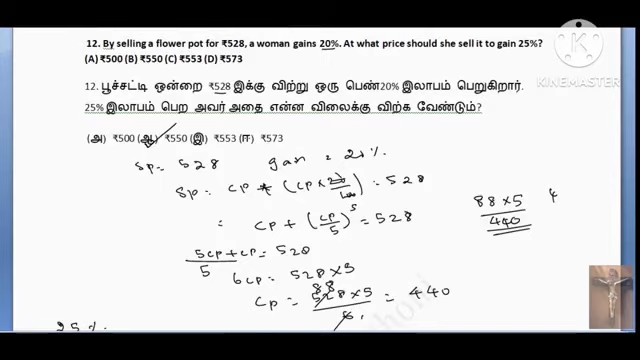 12. By selling a flower pot for ₹528, a woman gains 20%. At what price should she sell it to gain 25%?
(A) ₹500 (B) ₹550 (C) ₹553 (D) ₹573
12. பூச்சட்டி ஒன்றை ₹528 இக்கு விற்று ஒரு பெண் 20% இலாபம் பெறுகிறார்.
25% இலாபம் பெற அவர் அதை என்ன விலைக்கு விற்க வேண்டும்?
(அ) ₹500 (ஆ) ₹550 (இ) ₹553 (ஈ) ₹573
SP = 528 gain = 20%
SP = CP + (CP × 20/100) = 528
= CP + (CP/5) = 528
5CP + CP / 5 = 528
6CP = 528 × 5
88
CP = 528 × 5 / 6 = 440
88 × 5
440
25%
KINEMASTER